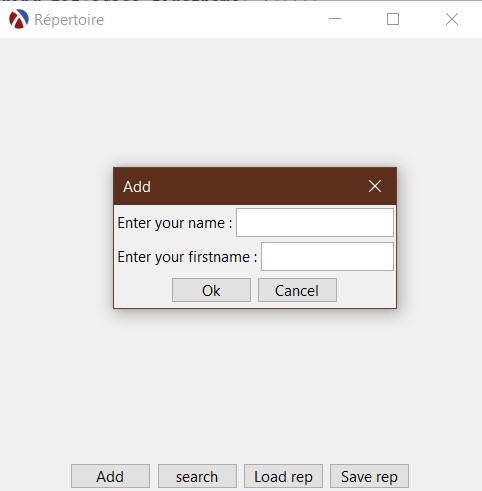 Répertoire
Add
Enter your name :
Enter your firstname :
Ok Cancel
Add search Load rep Save rep